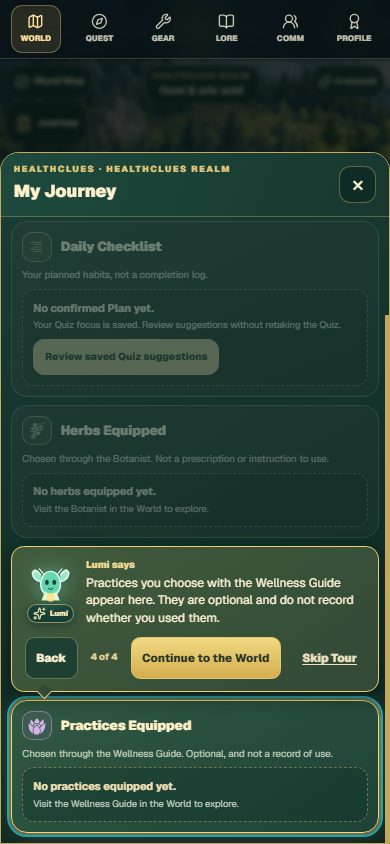 WORLD
QUEST
GEAR
LORE
COMM
PROFILE
World Map
HEALTHCLUES REALM
Journey
HEALTHCLUES · HEALTHCLUES REALM
My Journey
Daily Checklist
Your planned habits, not a completion log.
No confirmed Plan yet.
Your Quiz focus is saved. Review suggestions without retaking the Quiz.
Review saved Quiz suggestions
Herbs Equipped
Chosen through the Botanist. Not a prescription or instruction to use.
No herbs equipped yet.
Visit the Botanist in the World to explore.
Lumi says
Practices you choose with the Wellness Guide
appear here. They are optional and do not record
whether you used them.
Lumi
Back
4 of 4
Continue to the World
Skip Tour
Practices Equipped
Chosen through the Wellness Guide. Optional, and not a record of use.
No practices equipped yet.
Visit the Wellness Guide in the World to explore.